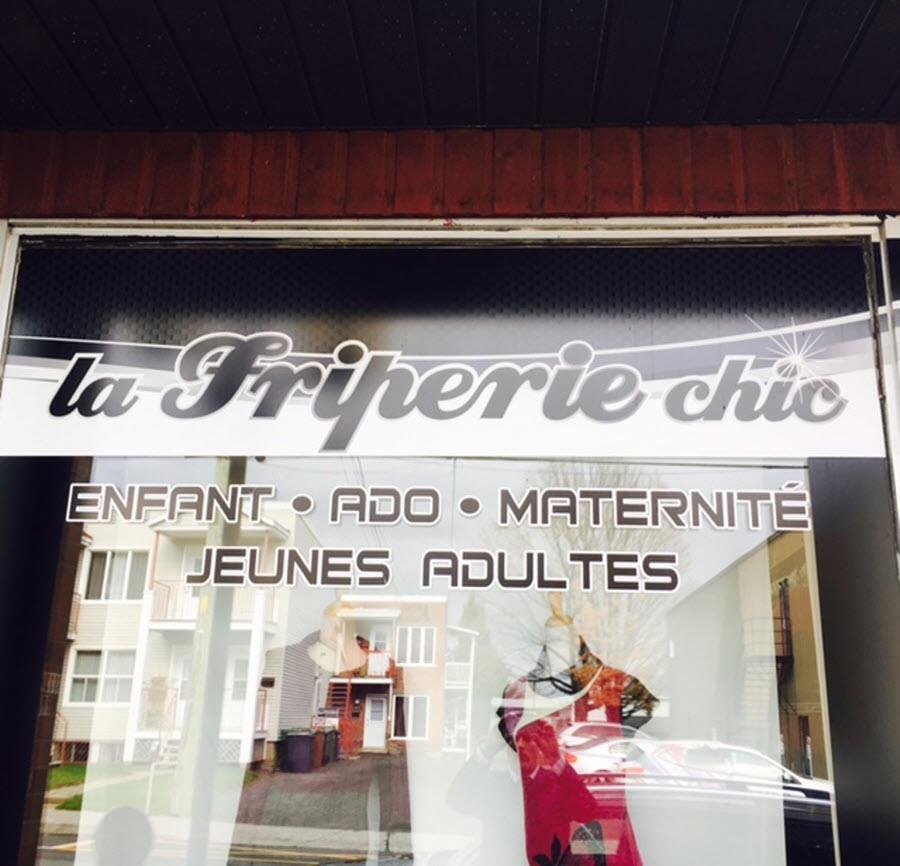 la Friperie chic
ENFANT • ADO • MATERNITÉ
JEUNES ADULTES